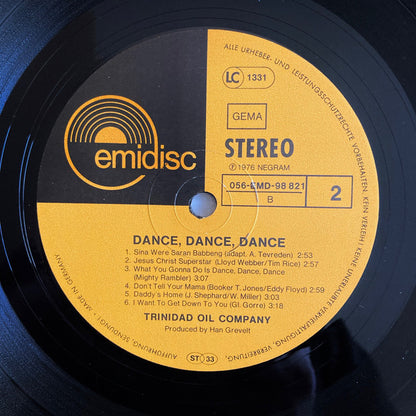 ALLE URHEBER- UND LEISTUNGSSCHUTZRECHTE VORBEHALTEN. KEIN VERLEIH! KEINE UNERLAUBTE VERVIELFÄLTIGUNG, VERBREITUNG, AUFFÜHRUNG, SENDUNG! · MADE IN GERMANY
LC 1331
GEMA
emidisc
STEREO
Ⓟ 1976 NEGRAM
056-EMD-98 821
B
2
DANCE, DANCE, DANCE
1. Sina Were Saran Babbeng (adapt. A. Tevreden) 2:53
2. Jesus Christ Superstar (Lloyd Webber/Tim Rice) 2:57
3. What You Gonna Do Is Dance, Dance, Dance
(Mighty Rambler) 3:07
4. Don't Tell Your Mama (Booker T. Jones/Eddy Floyd) 2:59
5. Daddy's Home (J. Shephard/W. Miller) 3:01
6. I Want To Get Down To You (Gl. Gorre) 3:18
TRINIDAD OIL COMPANY
Produced by Han Grevelt
ST 33